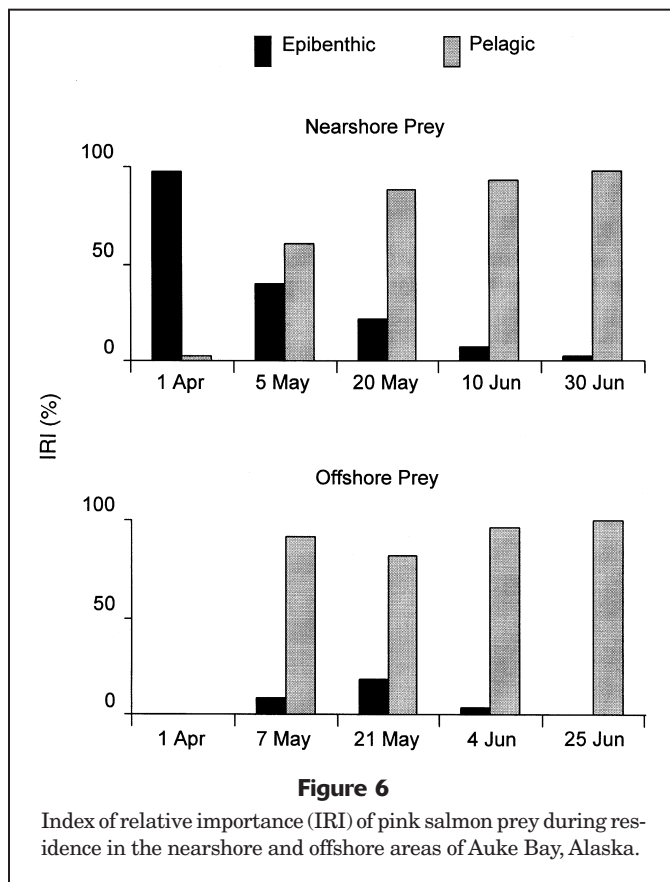 Epibenthic Pelagic
Nearshore Prey
100
50
0
1 Apr 5 May 20 May 10 Jun 30 Jun
IRI (%)
Offshore Prey
100
50
0
1 Apr 7 May 21 May 4 Jun 25 Jun
Figure 6
Index of relative importance (IRI) of pink salmon prey during res-
idence in the nearshore and offshore areas of Auke Bay, Alaska.